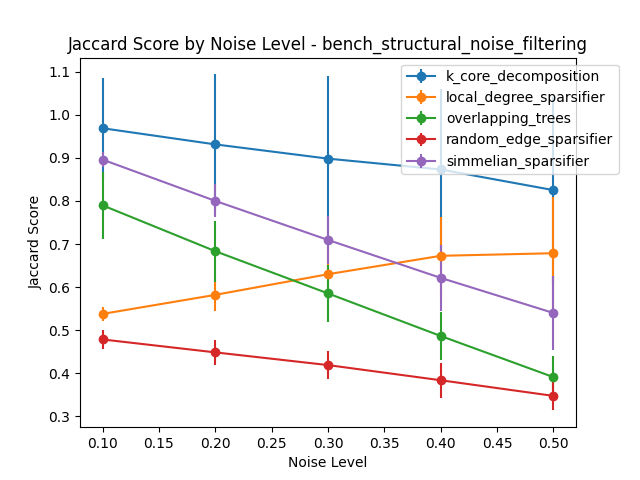 Jaccard Score by Noise Level - bench_structural_noise_filtering
k_core_decomposition
local_degree_sparsifier
overlapping_trees
random_edge_sparsifier
simmelian_sparsifier
Jaccard Score
1.1
1.0
0.9
0.8
0.7
0.6
0.5
0.4
0.3
0.10 0.15 0.20 0.25 0.30 0.35 0.40 0.45 0.50
Noise Level